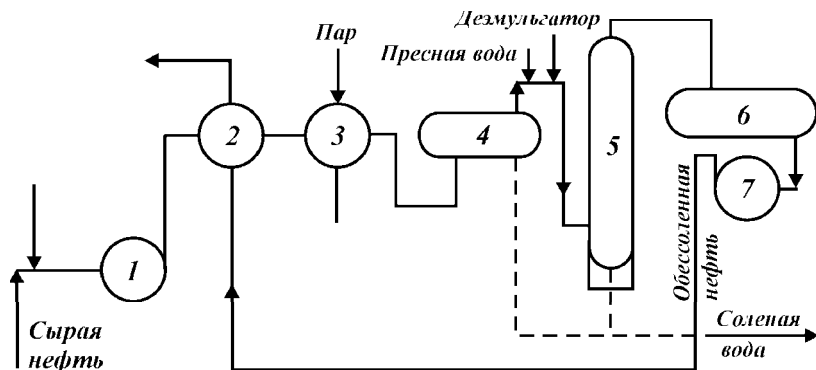 Деэмульгатор
Пар
Пресная вода
1
2
3
4
5
6
7
Обессоленная
нефть
Сырая
нефть
Соленая
вода